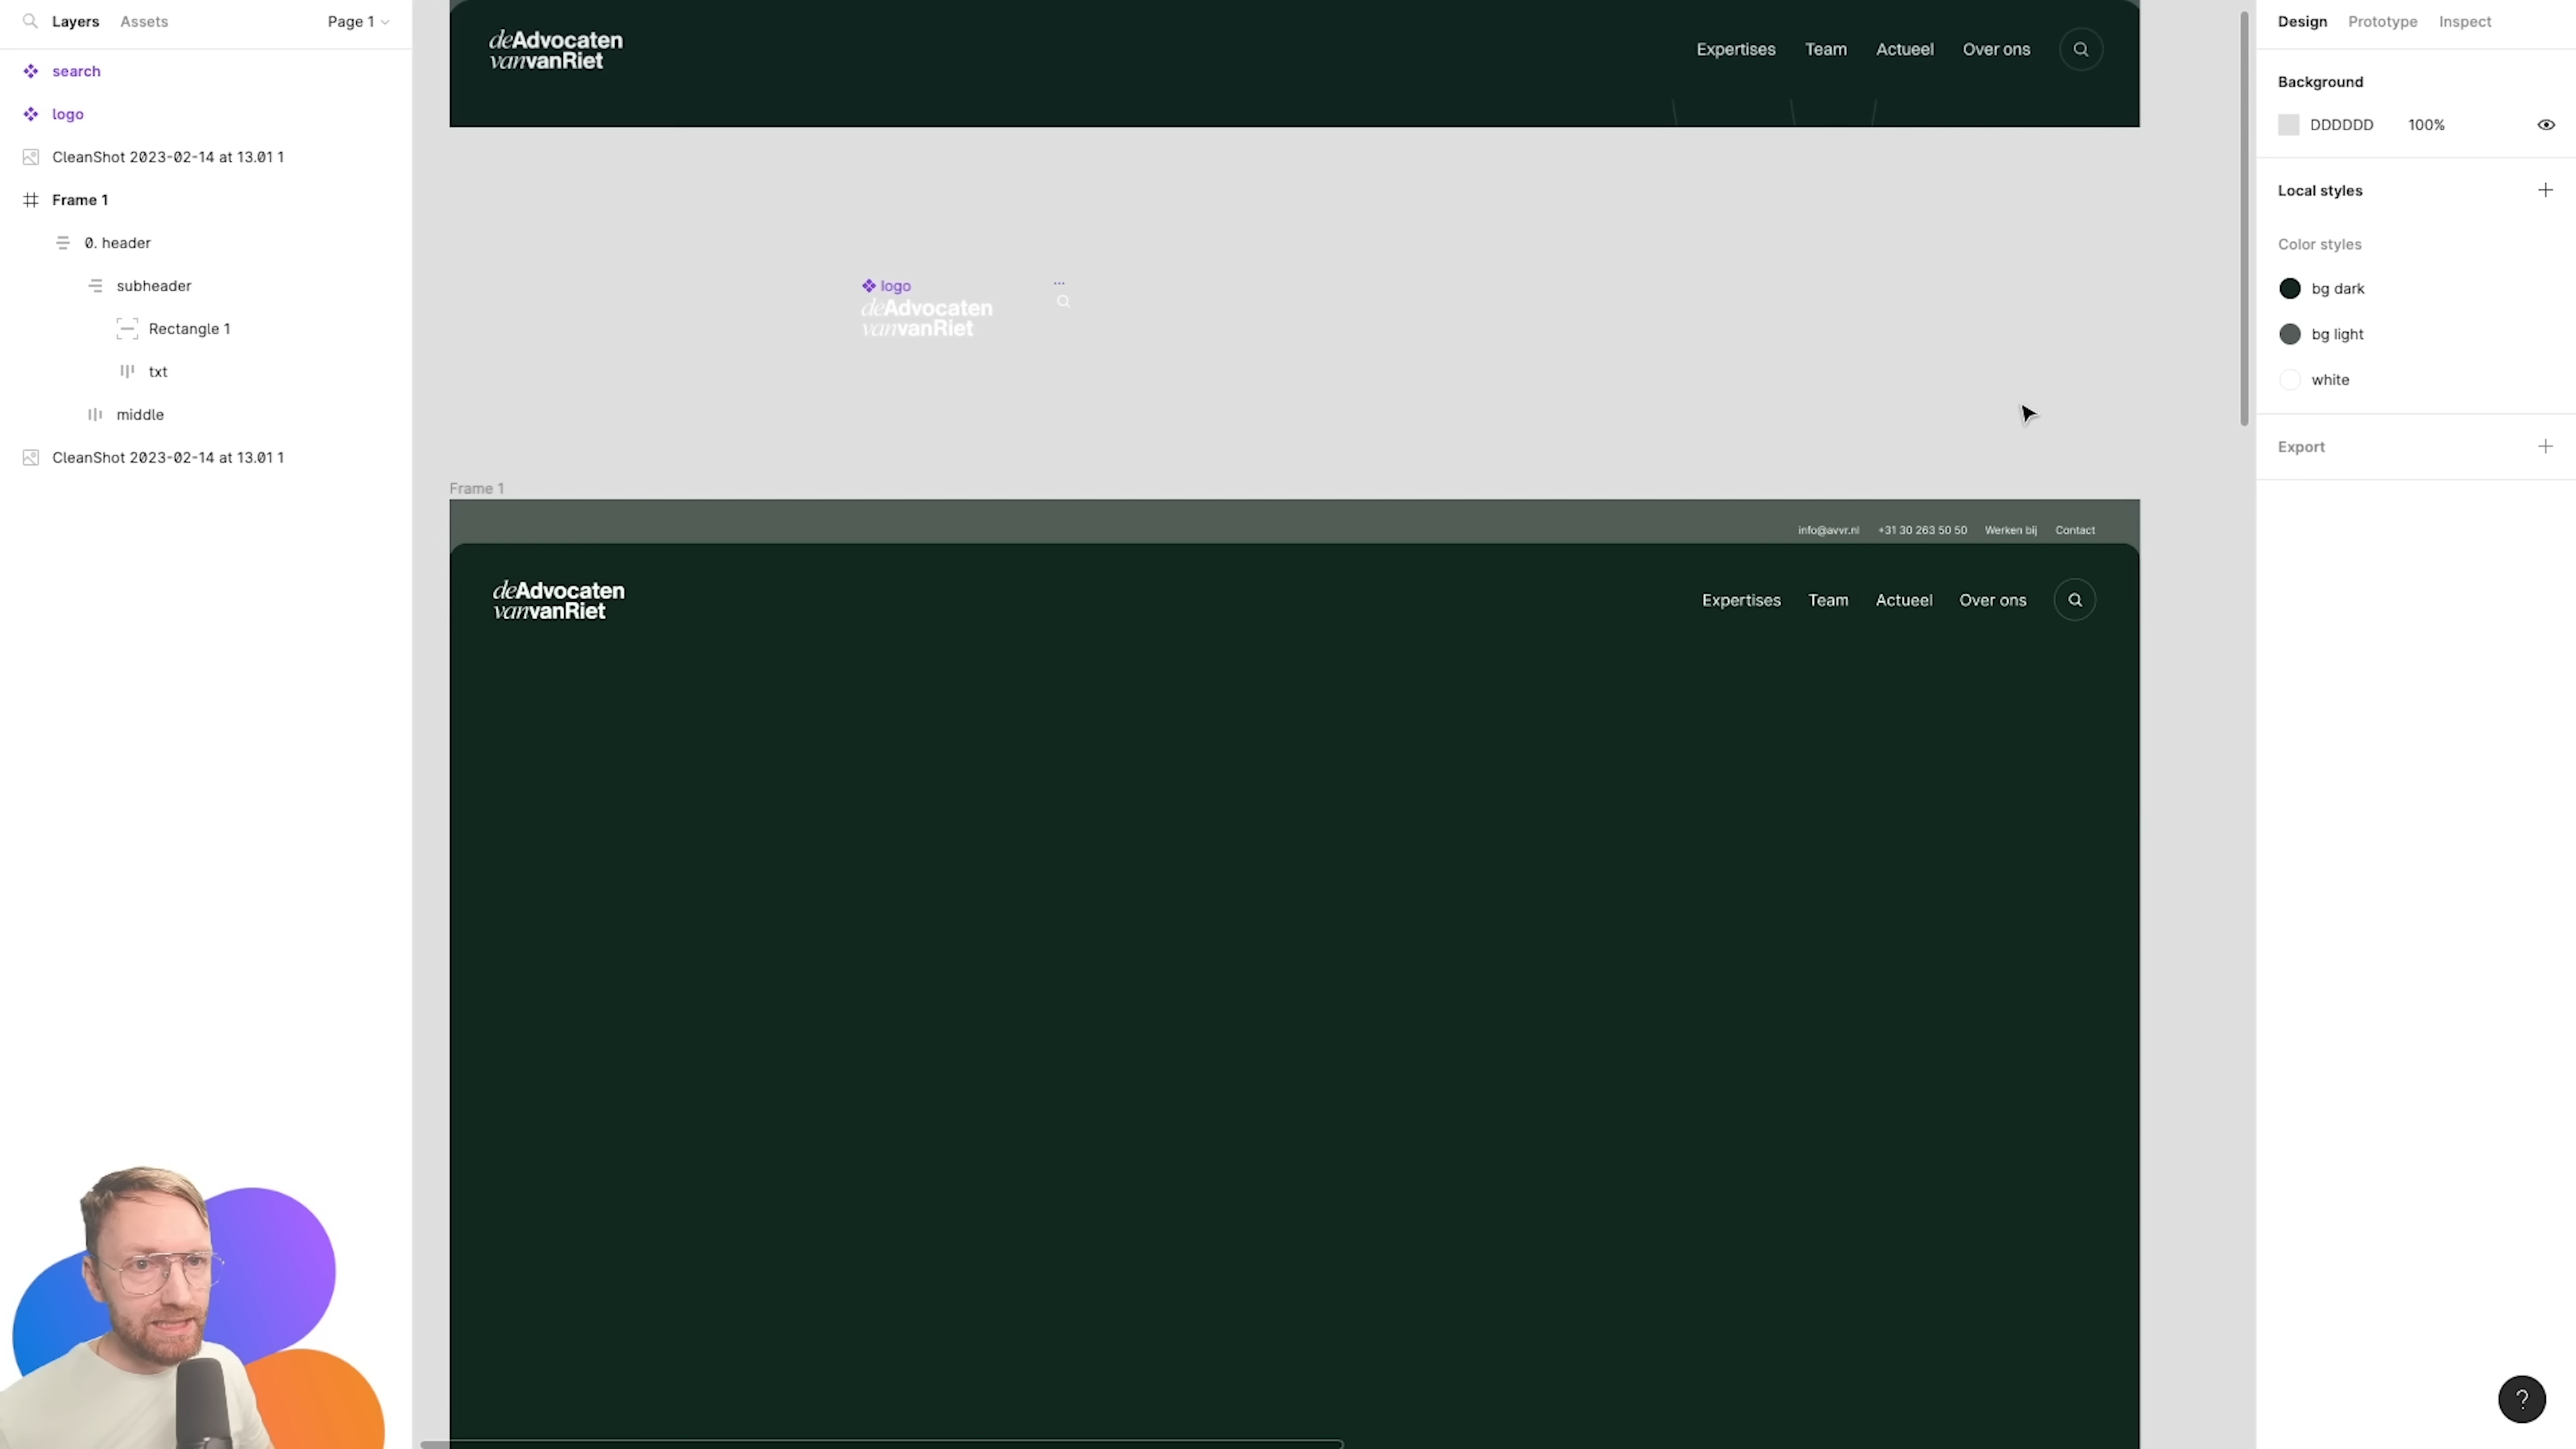 Layers Assets Page 1
search
logo
CleanShot 2023-02-14 at 13.01 1
Frame 1
0. header
subheader
Rectangle 1
txt
middle
CleanShot 2023-02-14 at 13.01 1
deAdvocaten
vanvanRiet
Expertises Team Actueel Over ons
logo
...
deAdvocaten
vanvanRiet
Frame 1
info@avvr.nl +31 30 263 50 50 Werken bij Contact
deAdvocaten
vanvanRiet
Expertises Team Actueel Over ons
Design Prototype Inspect
Background
DDDDDD 100%
Local styles
Color styles
bg dark
bg light
white
Export
?